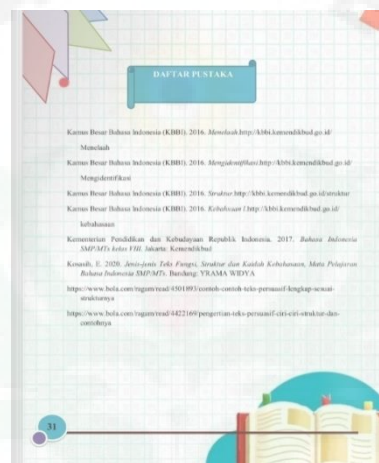 DAFTAR PUSTAKA
Kamus Besar Bahasa Indonesia (KBBI). 2016. Menelaah.http://kbbi.kemendikbud.go.id/
Menelaah
Kamus Besar Bahasa Indonesia (KBBI). 2016. Mengidentifikasi.http://kbbi.kemendikbud.go.id/
Mengidentifikasi
Kamus Besar Bahasa Indonesia (KBBI). 2016. Struktur.http://kbbi.kemendikbud.go.id/struktur
Kamus Besar Bahasa Indonesia (KBBI). 2016. Kebahasaan l.http://kbbi.kemendikbud.go.id/
kebahasaan
Kementerian Pendidikan dan Kebudayaan Republik Indonesia. 2017. Bahasa Indonesia
SMP/MTs kelas VIII. Jakarta: Kemendikbud
Kosasih, E. 2020. Jenis-jenis Teks Fungsi, Struktur dan Kaidah Kebahasaan, Mata Pelajaran
Bahasa Indonesia SMP/MTs. Bandung: YRAMA WIDYA
https://www.bola.com/ragam/read/4501893/contoh-contoh-teks-persuasif-lengkap-sesuai-
strukturnya
https://www.bola.com/ragam/read/4422169/pengertian-teks-persuasif-ciri-ciri-struktur-dan-
contohnya
31